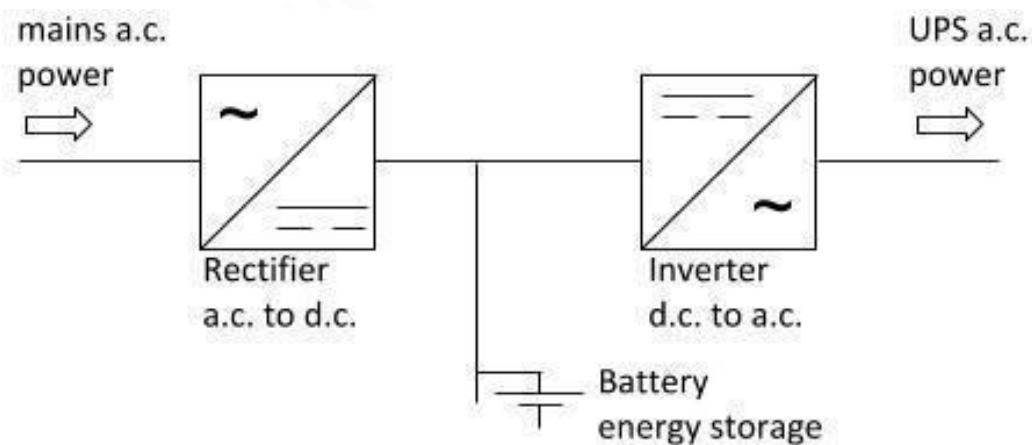 mains a.c.
power
UPS a.c.
power
~
~
Rectifier
a.c. to d.c.
Inverter
d.c. to a.c.
Battery
energy storage